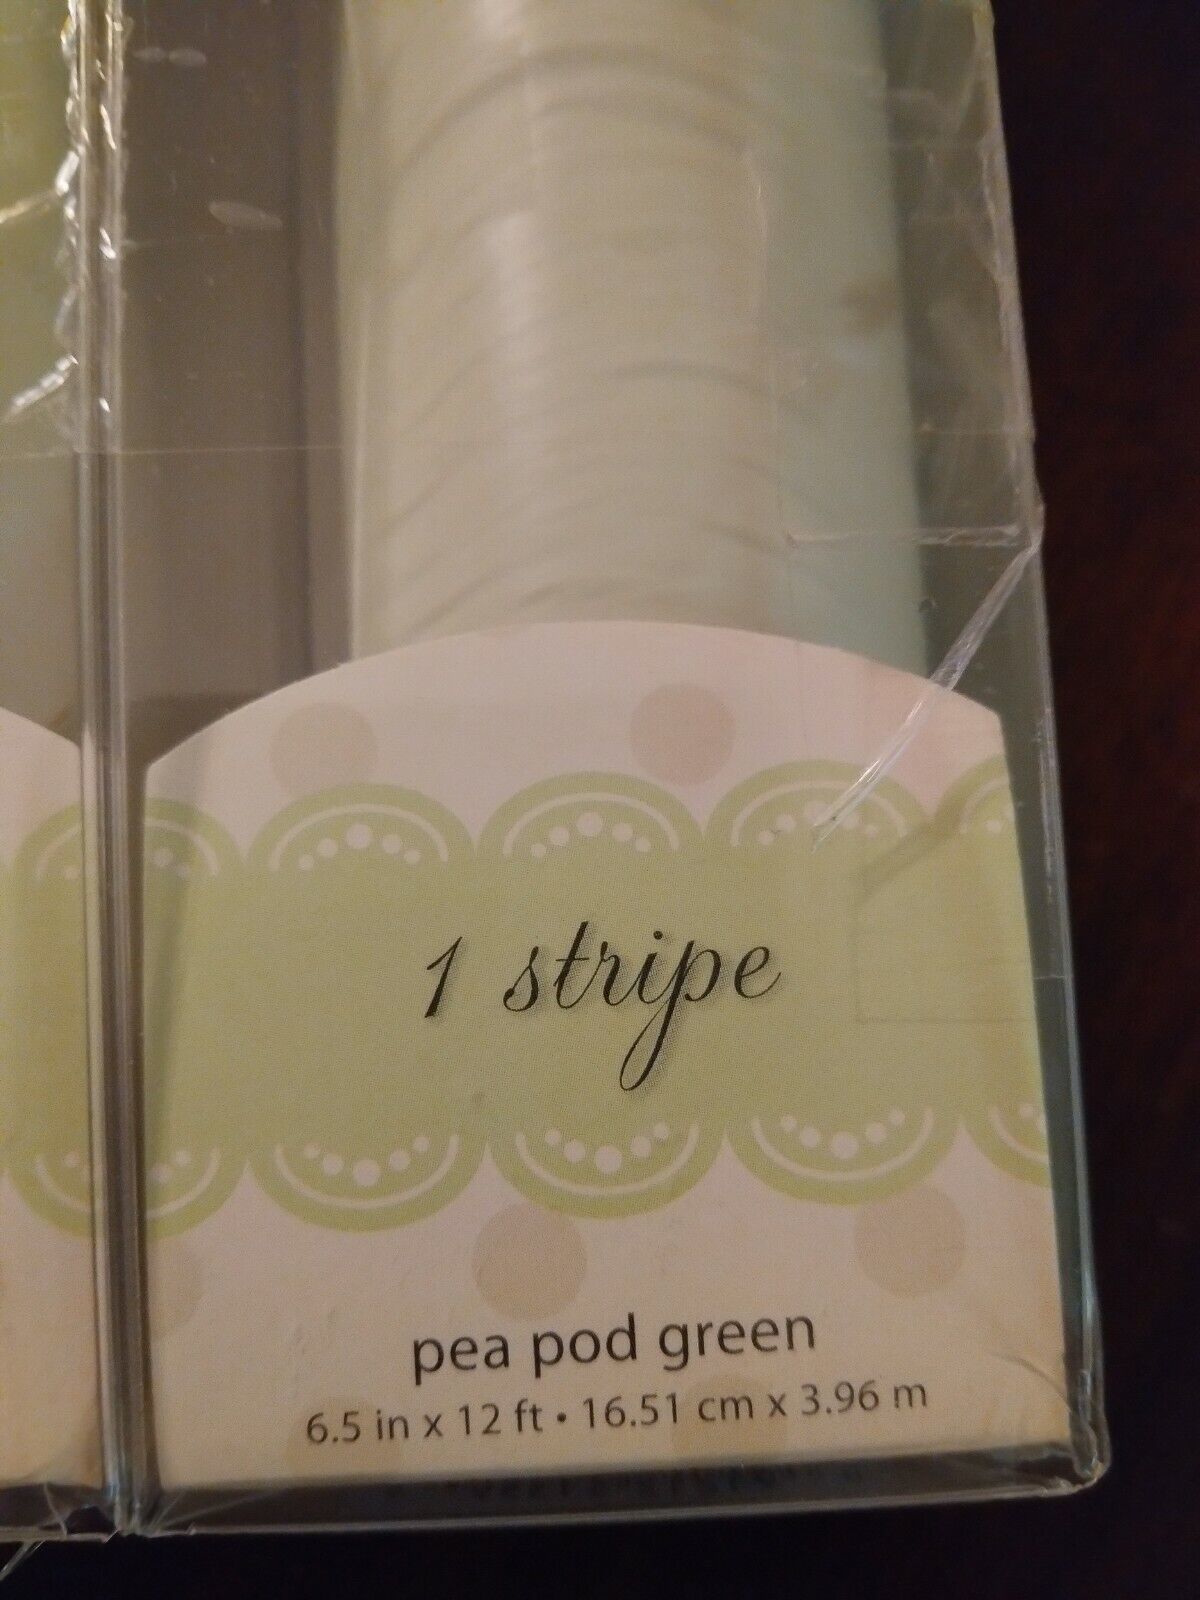 1 stripe
pea pod green
6.5 in x 12 ft • 16.51 cm x 3.96 m